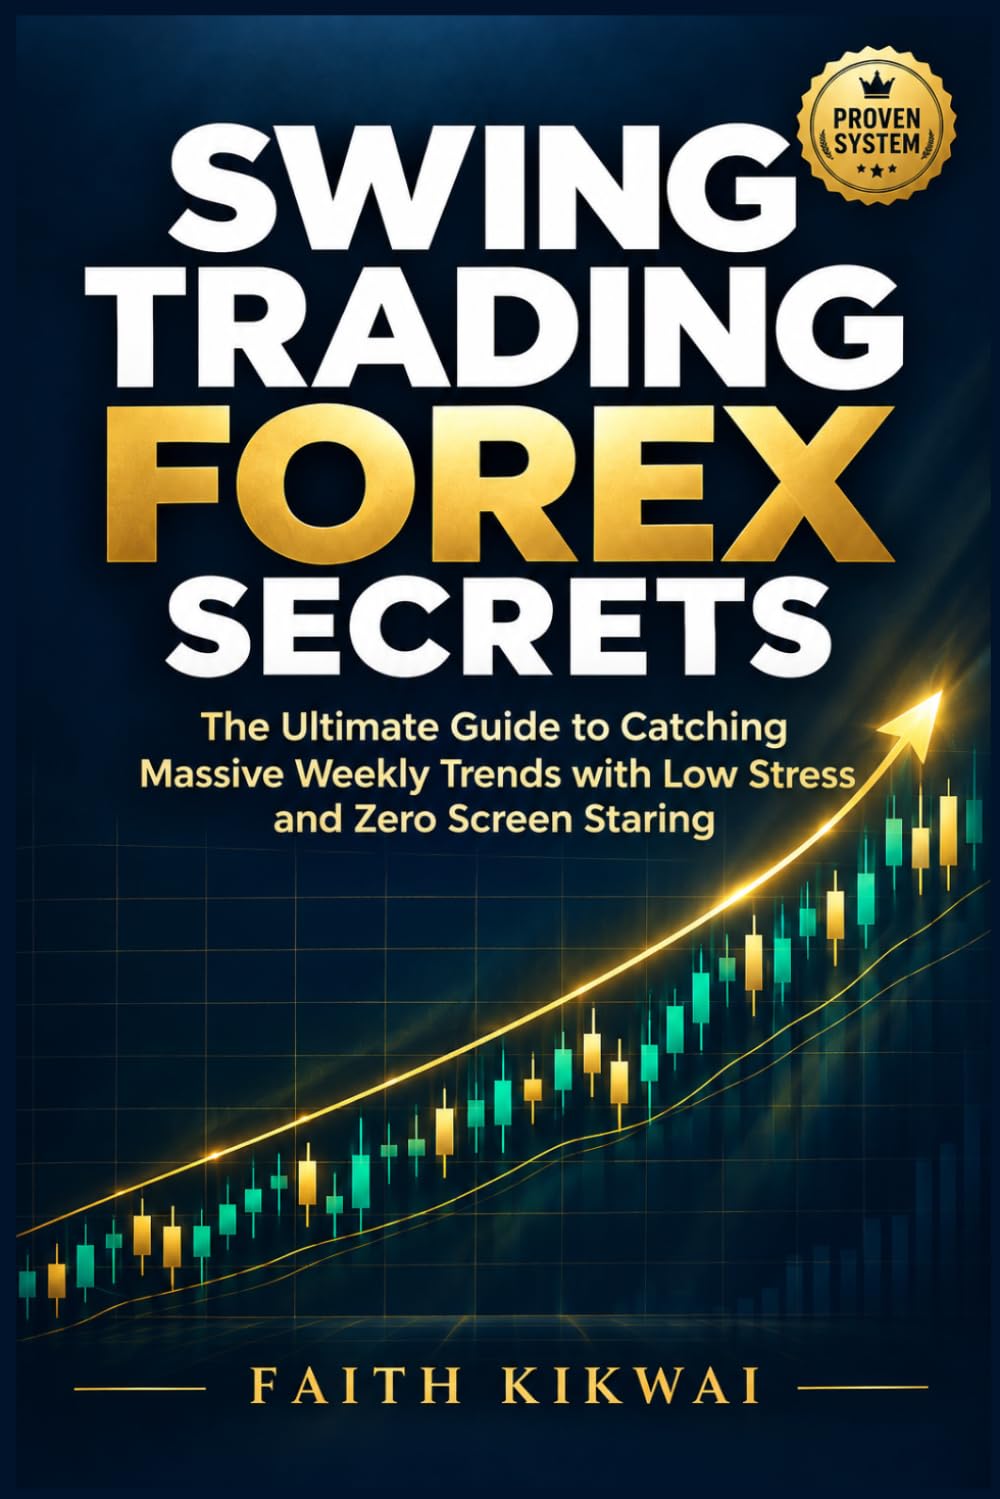 PROVEN
SYSTEM
SWING
TRADING
FOREX
SECRETS
The Ultimate Guide to Catching
Massive Weekly Trends with Low Stress
and Zero Screen Staring
FAITH KIKWAI